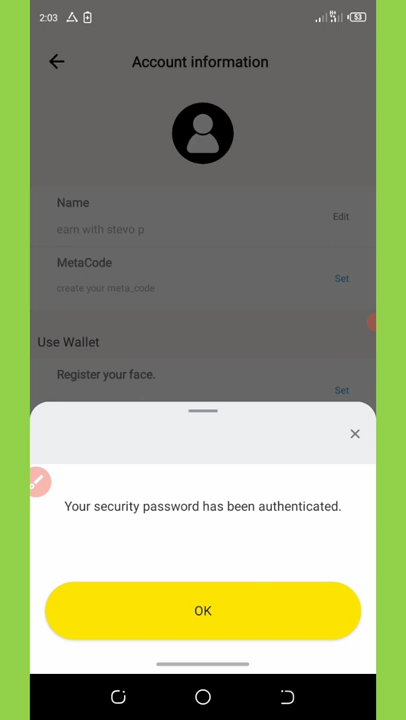 2:03
53
Account information
Name
earn with stevo p
Edit
MetaCode
create your meta_code
Set
Use Wallet
Register your face.
Set
Your security password has been authenticated.
OK